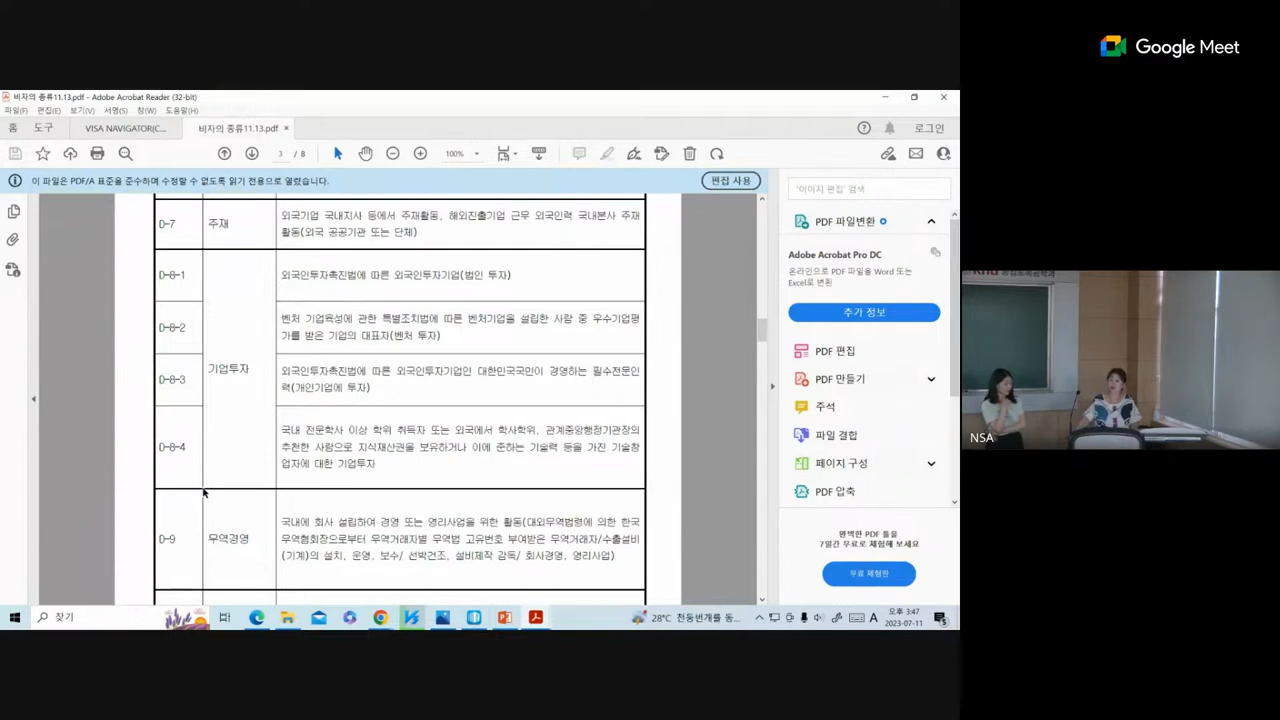 Google Meet
비자의 종류11.13.pdf - Adobe Acrobat Reader (32-bit)
파일(F) 편집(E) 보기(V) 서명(S) 창(W) 도움말(H)
홈 도구 VISA NAVIGATOR(C... 비자의 종류11.13.pdf × 로그인
3 / 8 100%
이 파일은 PDF/A 표준을 준수하며 수정할 수 없도록 읽기 전용으로 열렸습니다. 편집 사용
D-7 주재 외국기업 국내지사 등에서 주재활동, 해외진출기업 근무 외국인력 국내본사 주재
활동(외국 공공기관 또는 단체)
D-8-1 외국인투자촉진법에 따른 외국인투자기업(법인 투자)
D-8-2 벤처 기업육성에 관한 특별조치법에 따른 벤처기업을 설립한 사람 중 우수기업평
가를 받은 기업의 대표자(벤처 투자)
기업투자
D-8-3 외국인투자촉진법에 따른 외국인투자기업인 대한민국국민이 경영하는 필수전문인
력(개인기업에 투자)
D-8-4 국내 전문학사 이상 학위 취득자 또는 외국에서 학사학위, 관계중앙행정기관장의
추천한 사람으로 지식재산권을 보유하거나 이에 준하는 기술력 등을 가진 기술창
업자에 대한 기업투자
D-9 무역경영 국내에 회사 설립하여 경영 또는 영리사업을 위한 활동(대외무역법령에 의한 한국
무역협회장으로부터 무역거래자별 무역법 고유번호 부여받은 무역거래자/수출설비
(기계)의 설치, 운영, 보수/ 선박건조, 설비제작 감독/ 회사경영, 영리사업)
'이미지 편집' 검색
PDF 파일변환
Adobe Acrobat Pro DC
온라인으로 PDF 파일을 Word 또는
Excel로 변환
추가 정보
PDF 편집
PDF 만들기
주석
파일 결합
페이지 구성
PDF 압축
완벽한 PDF 툴을
7일간 무료로 체험해 보세요
무료 체험판
찾기
28°C 천둥번개를 동... A 오후 3:47
2023-07-11
NSA